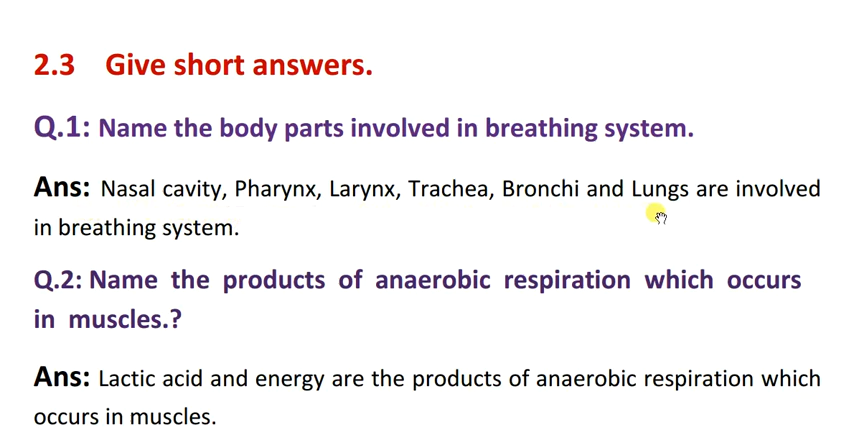 2.3 Give short answers.
Q.1: Name the body parts involved in breathing system.
Ans: Nasal cavity, Pharynx, Larynx, Trachea, Bronchi and Lungs are involved
in breathing system.
Q.2: Name the products of anaerobic respiration which occurs
in muscles.?
Ans: Lactic acid and energy are the products of anaerobic respiration which
occurs in muscles.